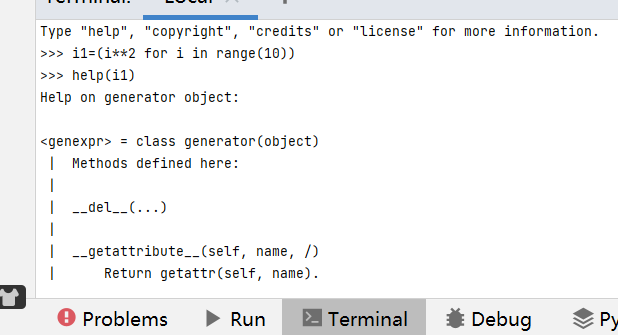 Terminal: Local
Type "help", "copyright", "credits" or "license" for more information.
>>> i1=(i**2 for i in range(10))
>>> help(i1)
Help on generator object:
<genexpr> = class generator(object)
 |  Methods defined here:
 |
 |  __del__(...)
 |
 |  __getattribute__(self, name, /)
 |      Return getattr(self, name).
Problems Run Terminal Debug Py